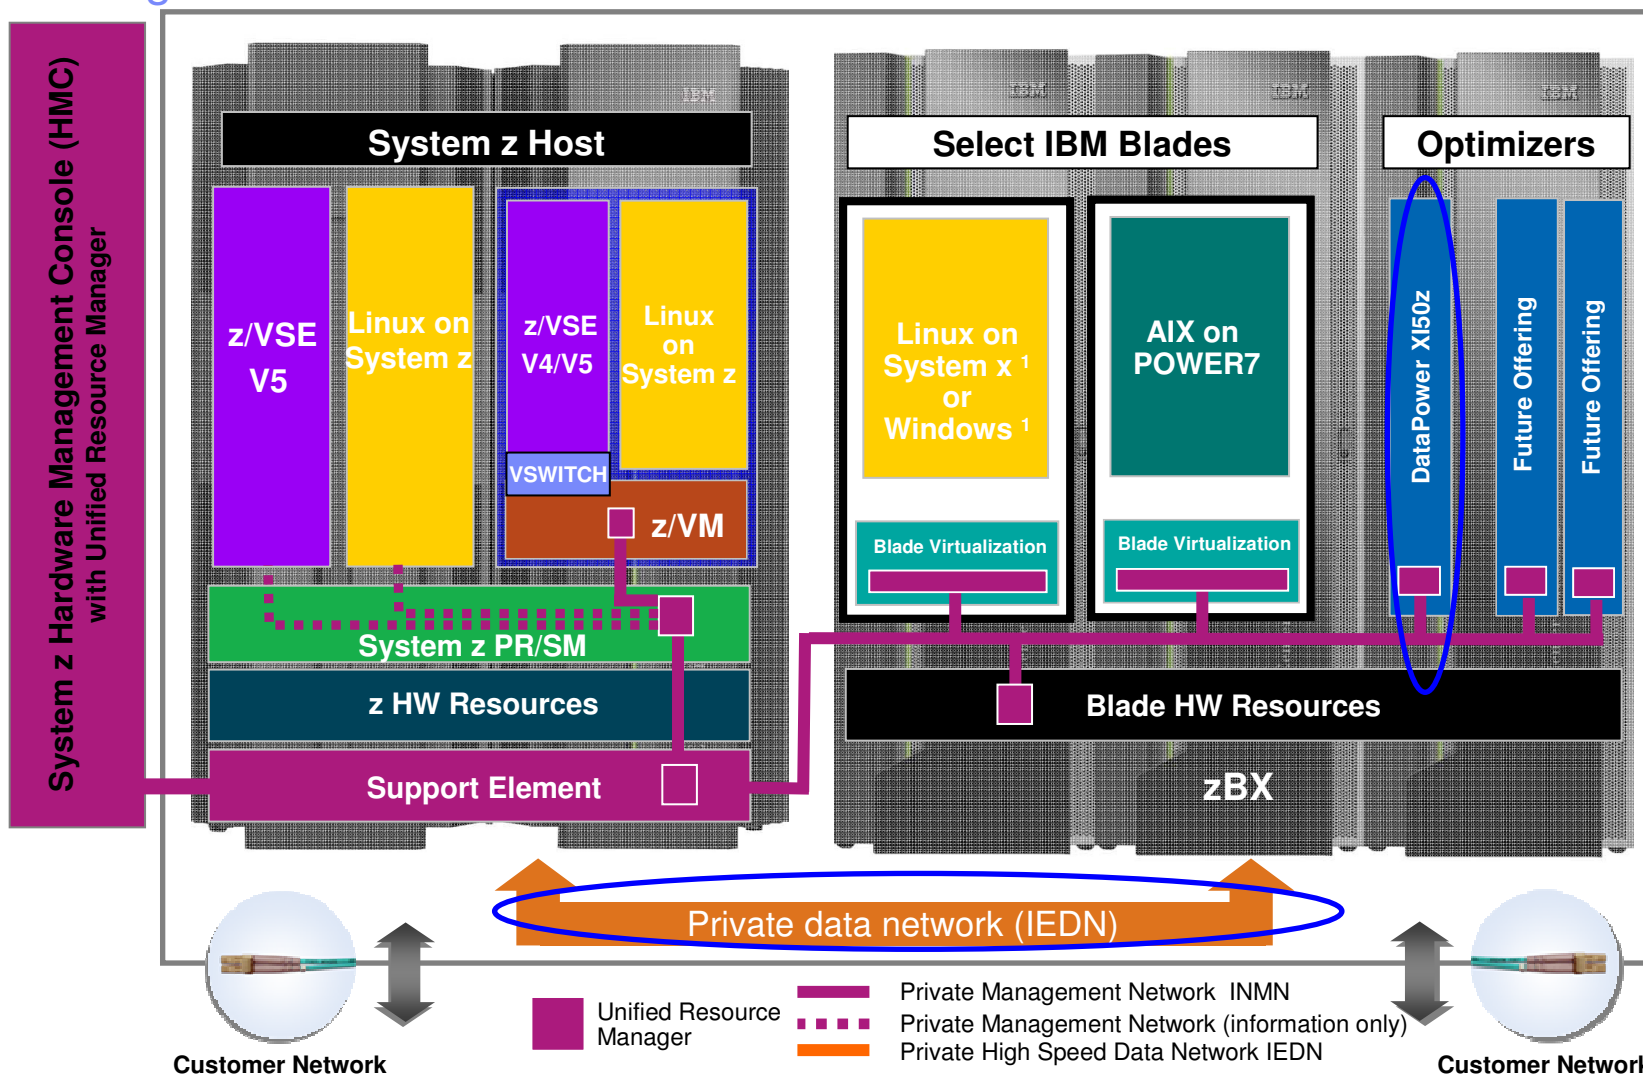 System z Hardware Management Console (HMC)
with Unified Resource Manager
IBM
IBM
IBM
IBM
System z Host
Select IBM Blades
Optimizers
z/VSE
V5
Linux on
System z
z/VSE
V4/V5
Linux
on
System z
VSWITCH
z/VM
Linux on
System x 1
or
Windows 1
AIX on
POWER7
DataPower XI50z
Future Offering
Future Offering
Blade Virtualization
Blade Virtualization
System z PR/SM
z HW Resources
Blade HW Resources
Support Element
zBX
Private data network (IEDN)
Unified Resource
Manager
Private Management Network INMN
Private Management Network (information only)
Private High Speed Data Network IEDN
Customer Network
Customer Network